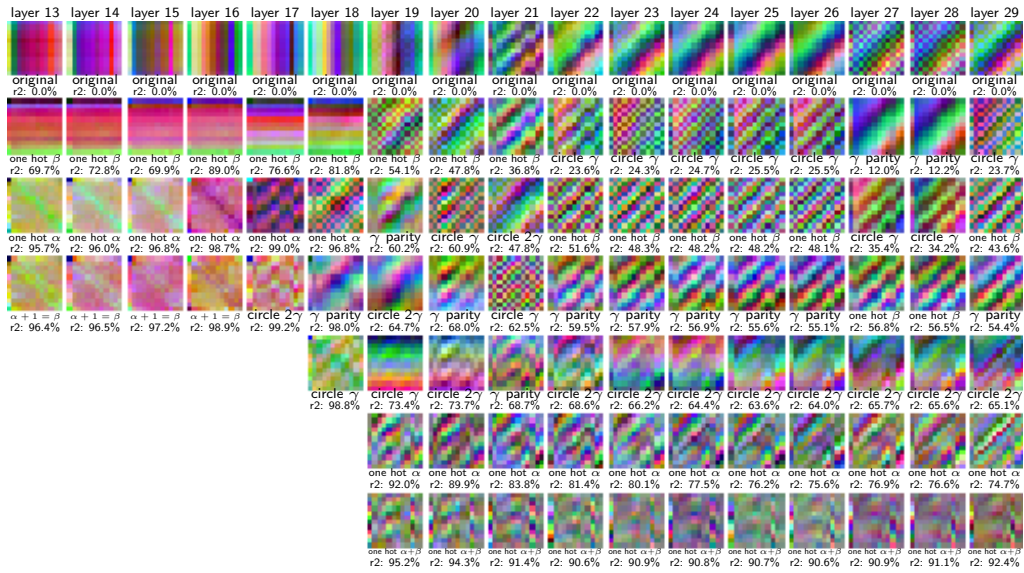 layer 13 layer 14 layer 15 layer 16 layer 17 layer 18 layer 19 layer 20 layer 21 layer 22 layer 23 layer 24 layer 25 layer 26 layer 27 layer 28 layer 29
original original original original original original original original original original original original original original original original original
r2: 0.0% r2: 0.0% r2: 0.0% r2: 0.0% r2: 0.0% r2: 0.0% r2: 0.0% r2: 0.0% r2: 0.0% r2: 0.0% r2: 0.0% r2: 0.0% r2: 0.0% r2: 0.0% r2: 0.0% r2: 0.0% r2: 0.0%
one hot β one hot β one hot β one hot β one hot β one hot β one hot β one hot β one hot β circle γ circle γ circle γ circle γ circle γ γ parity γ parity circle γ
r2: 69.7% r2: 72.8% r2: 69.9% r2: 89.0% r2: 76.6% r2: 81.8% r2: 54.1% r2: 47.8% r2: 36.8% r2: 23.6% r2: 24.3% r2: 24.7% r2: 25.5% r2: 25.5% r2: 12.0% r2: 12.2% r2: 23.7%
one hot α one hot α one hot α one hot α one hot α one hot α γ parity circle γ circle 2γ one hot β one hot β one hot β one hot β one hot β circle γ circle γ one hot β
r2: 95.7% r2: 96.0% r2: 96.8% r2: 98.7% r2: 99.0% r2: 96.8% r2: 60.2% r2: 60.9% r2: 47.8% r2: 51.6% r2: 48.3% r2: 48.2% r2: 48.2% r2: 48.1% r2: 35.4% r2: 34.2% r2: 43.6%
α + 1 = β α + 1 = β α + 1 = β α + 1 = β circle 2γ γ parity circle 2γ γ parity circle γ γ parity γ parity γ parity γ parity γ parity one hot β one hot β γ parity
r2: 96.4% r2: 96.5% r2: 97.2% r2: 98.9% r2: 99.2% r2: 98.0% r2: 64.7% r2: 68.0% r2: 62.5% r2: 59.5% r2: 57.9% r2: 56.9% r2: 55.6% r2: 55.1% r2: 56.8% r2: 56.5% r2: 54.4%
circle γ circle γ circle 2γ γ parity circle 2γ circle 2γ circle 2γ circle 2γ circle 2γ circle 2γ circle 2γ circle 2γ
r2: 98.8% r2: 73.4% r2: 73.7% r2: 68.7% r2: 68.6% r2: 66.2% r2: 64.4% r2: 63.6% r2: 64.0% r2: 65.7% r2: 65.6% r2: 65.1%
one hot α one hot α one hot α one hot α one hot α one hot α one hot α one hot α one hot α one hot α one hot α
r2: 92.0% r2: 89.9% r2: 83.8% r2: 81.4% r2: 80.1% r2: 77.5% r2: 76.2% r2: 75.6% r2: 76.9% r2: 76.6% r2: 74.7%
one hot α+β one hot α+β one hot α+β one hot α+β one hot α+β one hot α+β one hot α+β one hot α+β one hot α+β one hot α+β one hot α+β
r2: 95.2% r2: 94.3% r2: 91.4% r2: 90.6% r2: 90.9% r2: 90.8% r2: 90.7% r2: 90.6% r2: 90.9% r2: 91.1% r2: 92.4%